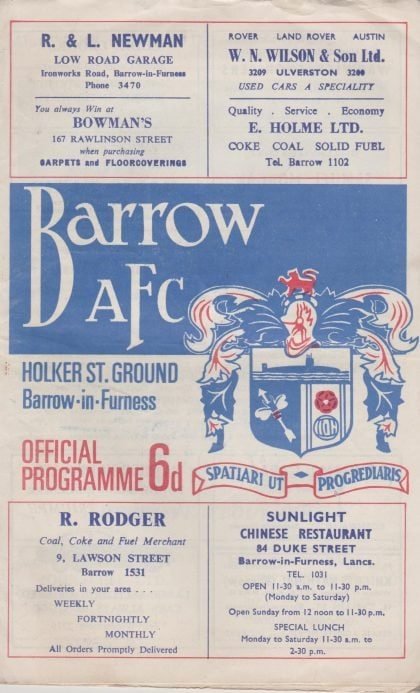 R. & L. NEWMAN
LOW ROAD GARAGE
Ironworks Road, Barrow-in-Furness
Phone 3470
ROVER LAND ROVER AUSTIN
W. N. WILSON & Son Ltd.
3209 ULVERSTON 3200
USED CARS A SPECIALITY
You always Win at
BOWMAN'S
167 RAWLINSON STREET
when purchasing
CARPETS and FLOORCOVERINGS
Quality . Service . Economy
E. HOLME LTD.
COKE COAL SOLID FUEL
Tel. Barrow 1102
BARROW
AFC
HOLKER ST. GROUND
Barrow-in-Furness
OFFICIAL
PROGRAMME 6d
SPATIARI UT PROGREDIARIS
R. RODGER
Coal, Coke and Fuel Merchant
9, LAWSON STREET
Barrow 1531
Deliveries in your area . . .
WEEKLY
FORTNIGHTLY
MONTHLY
All Orders Promptly Delivered
SUNLIGHT
CHINESE RESTAURANT
84 DUKE STREET
Barrow-in-Furness, Lancs.
TEL. 1031
OPEN 11-30 a.m. to 11-30 p.m.
(Monday to Saturday)
Open Sunday from 12 noon to 11-30 p.m.
SPECIAL LUNCH
Monday to Saturday 11-30 a.m. to
2-30 p.m.